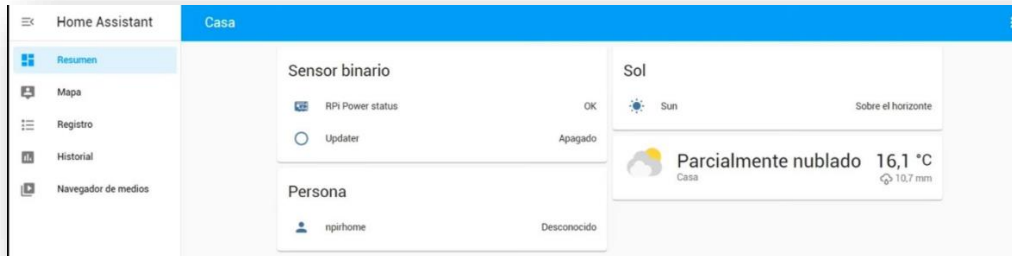 Home Assistant
Casa
Resumen
Mapa
Registro
Historial
Navegador de medios
Sensor binario
RPi Power status OK
Updater Apagado
Persona
npirhome Desconocido
Sol
Sun Sobre el horizonte
Parcialmente nublado 16,1 °C
Casa 10,7 mm